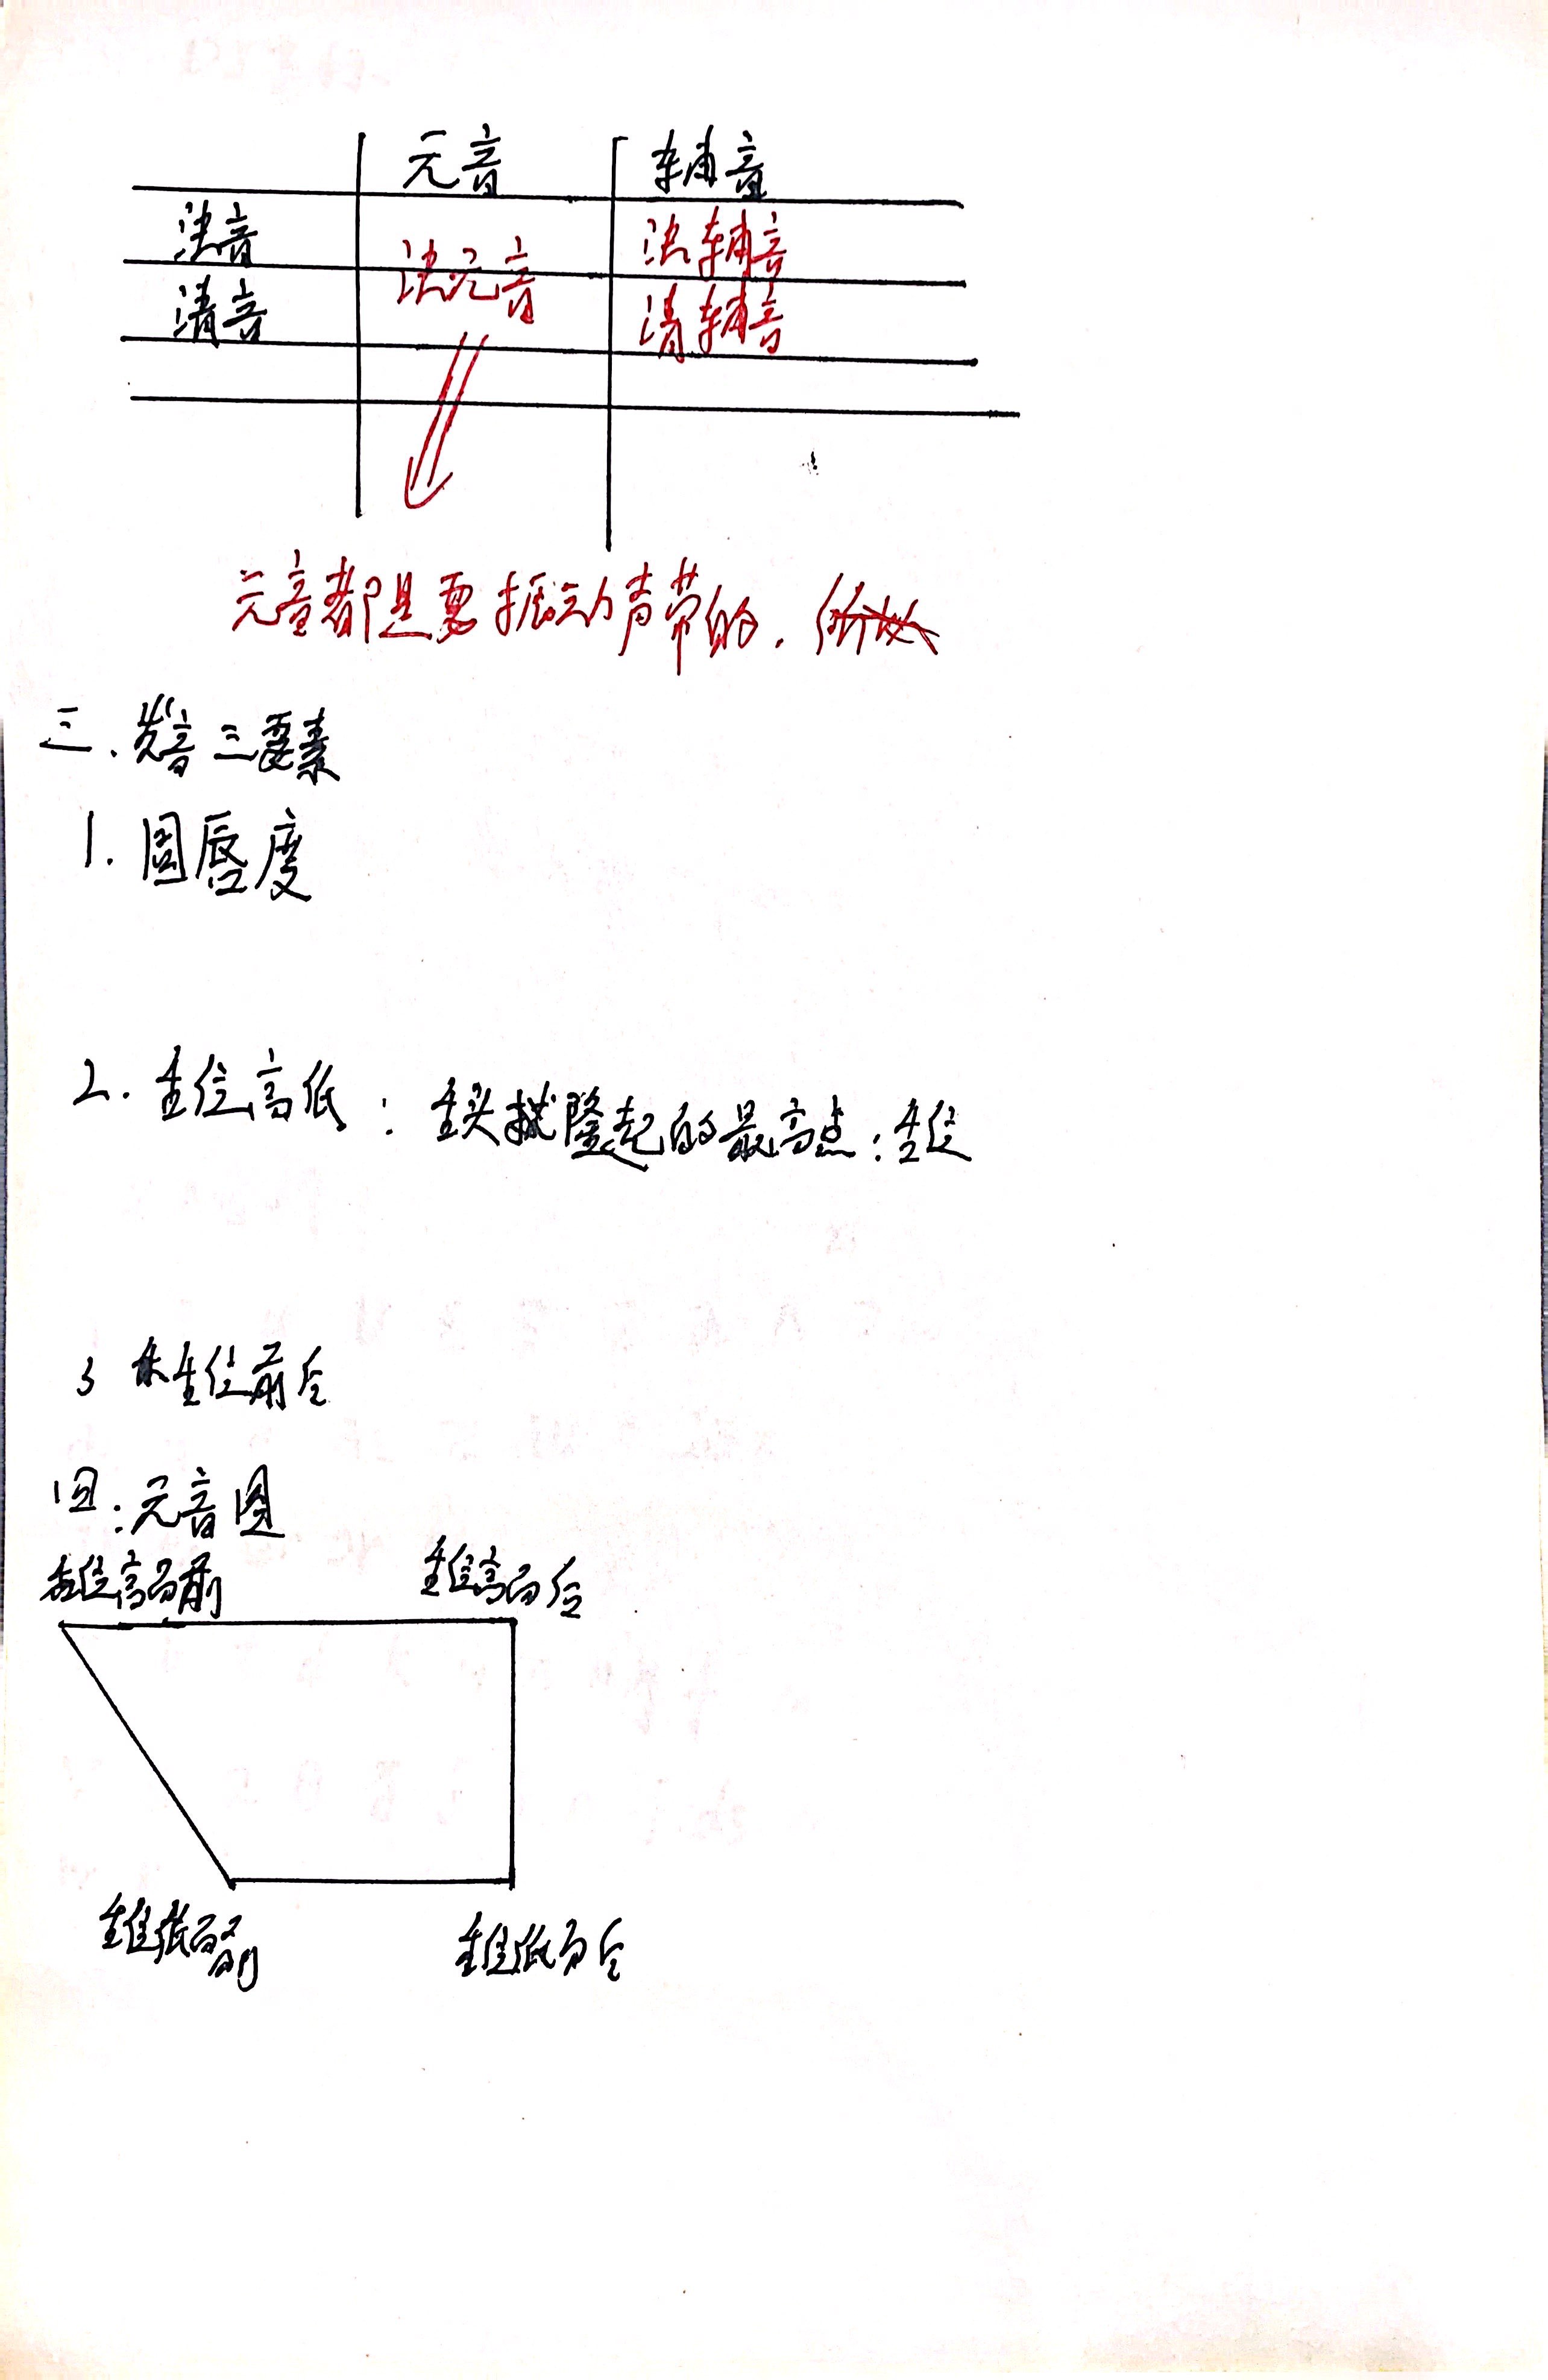 元音 辅音
浊音 浊元音 浊辅音
清音 清辅音
元音都是要振动声带的.
三.发音三要素
1.圆唇度
2.舌位高低:舌头拱隆起的最高点:舌位
3 舌位前后
四:元音图
舌位高而前 舌位高而后
舌位低而前 舌位低而后